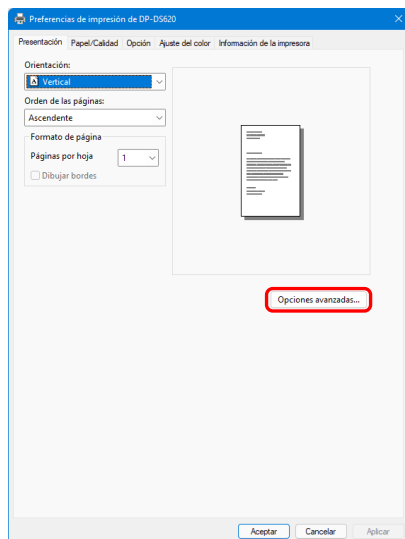 Preferencias de impresión de DP-DS620
Presentación Papel/Calidad Opción Ajuste del color Información de la impresora
Orientación:
Vertical
Orden de las páginas:
Ascendente
Formato de página
Páginas por hoja 1
Dibujar bordes
Opciones avanzadas...
Aceptar Cancelar Aplicar